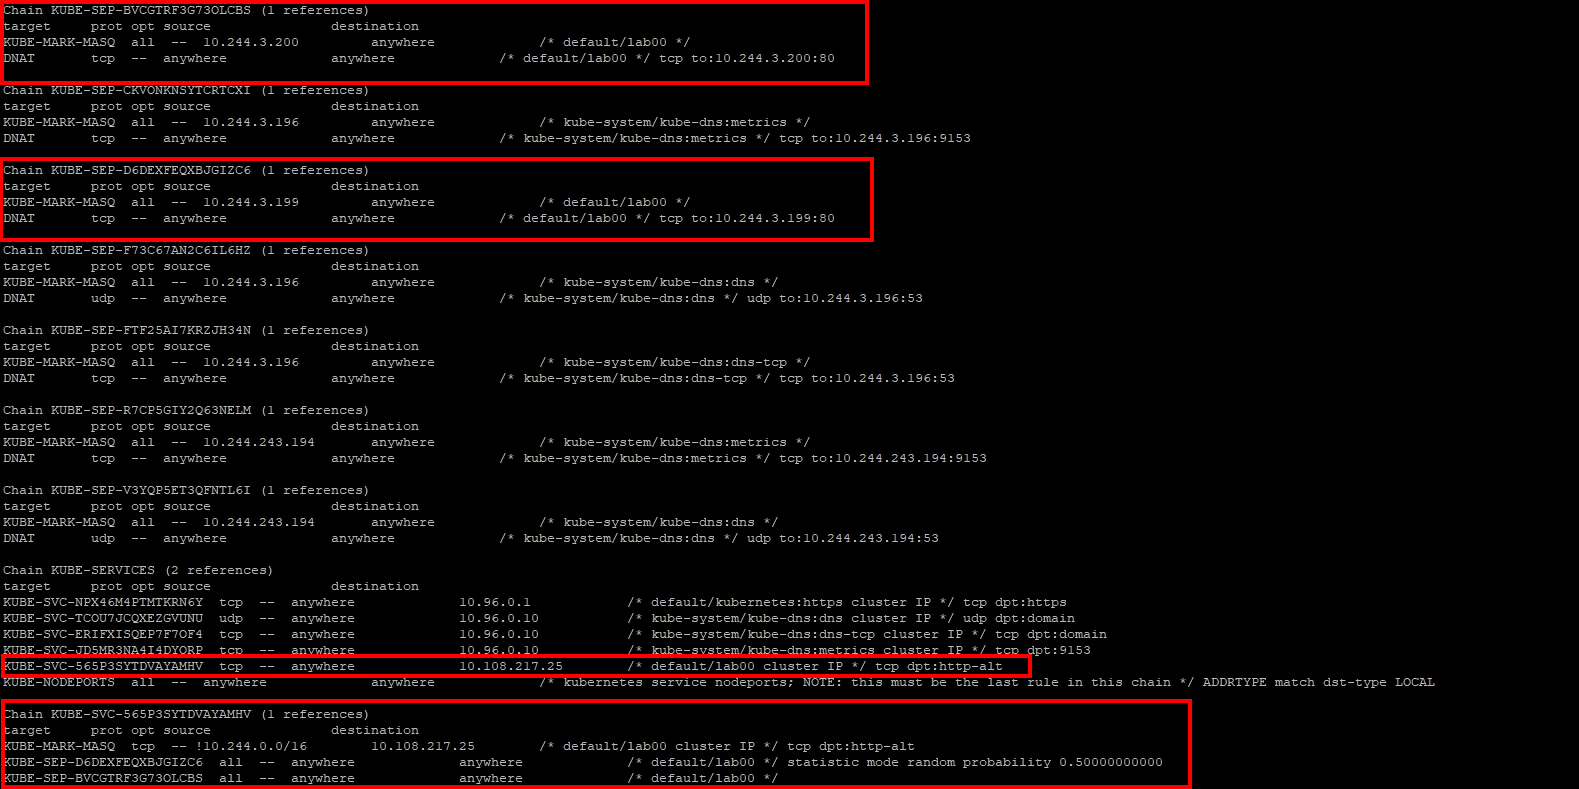 Chain KUBE-SEP-BVCGTRF3G73OLCBS (1 references)
target     prot opt source               destination
KUBE-MARK-MASQ  all  --  10.244.3.200         anywhere             /* default/lab00 */
DNAT       tcp  --  anywhere             anywhere             /* default/lab00 */ tcp to:10.244.3.200:80
Chain KUBE-SEP-CKVONKNSYTCRTCXI (1 references)
target     prot opt source               destination
KUBE-MARK-MASQ  all  --  10.244.3.196         anywhere             /* kube-system/kube-dns:metrics */
DNAT       tcp  --  anywhere             anywhere             /* kube-system/kube-dns:metrics */ tcp to:10.244.3.196:9153
Chain KUBE-SEP-D6DEXFEQXBJGIZC6 (1 references)
target     prot opt source               destination
KUBE-MARK-MASQ  all  --  10.244.3.199         anywhere             /* default/lab00 */
DNAT       tcp  --  anywhere             anywhere             /* default/lab00 */ tcp to:10.244.3.199:80
Chain KUBE-SEP-F73C67AN2C6IL6HZ (1 references)
target     prot opt source               destination
KUBE-MARK-MASQ  all  --  10.244.3.196         anywhere             /* kube-system/kube-dns:dns */
DNAT       udp  --  anywhere             anywhere             /* kube-system/kube-dns:dns */ udp to:10.244.3.196:53
Chain KUBE-SEP-FTF25AI7KRZJH34N (1 references)
target     prot opt source               destination
KUBE-MARK-MASQ  all  --  10.244.3.196         anywhere             /* kube-system/kube-dns:dns-tcp */
DNAT       tcp  --  anywhere             anywhere             /* kube-system/kube-dns:dns-tcp */ tcp to:10.244.3.196:53
Chain KUBE-SEP-R7CP5GIY2Q63NELM (1 references)
target     prot opt source               destination
KUBE-MARK-MASQ  all  --  10.244.243.194       anywhere             /* kube-system/kube-dns:metrics */
DNAT       tcp  --  anywhere             anywhere             /* kube-system/kube-dns:metrics */ tcp to:10.244.243.194:9153
Chain KUBE-SEP-V3YQP5ET3QFNTL6I (1 references)
target     prot opt source               destination
KUBE-MARK-MASQ  all  --  10.244.243.194       anywhere             /* kube-system/kube-dns:dns */
DNAT       udp  --  anywhere             anywhere             /* kube-system/kube-dns:dns */ udp to:10.244.243.194:53
Chain KUBE-SERVICES (2 references)
target     prot opt source               destination
KUBE-SVC-NPX46M4PTMTKRN6Y  tcp  --  anywhere             10.96.0.1            /* default/kubernetes:https cluster IP */ tcp dpt:https
KUBE-SVC-TCOU7JCQXEZGVUNU  udp  --  anywhere             10.96.0.10           /* kube-system/kube-dns:dns cluster IP */ udp dpt:domain
KUBE-SVC-ERIFXISQEP7F7OF4  tcp  --  anywhere             10.96.0.10           /* kube-system/kube-dns:dns-tcp cluster IP */ tcp dpt:domain
KUBE-SVC-JD5MR3NA4I4DYORP  tcp  --  anywhere             10.96.0.10           /* kube-system/kube-dns:metrics cluster IP */ tcp dpt:9153
KUBE-SVC-565P3SYTDVAYAMHV  tcp  --  anywhere             10.108.217.25        /* default/lab00 cluster IP */ tcp dpt:http-alt
KUBE-NODEPORTS  all  --  anywhere             anywhere             /* kubernetes service nodeports; NOTE: this must be the last rule in this chain */ ADDRTYPE match dst-type LOCAL
Chain KUBE-SVC-565P3SYTDVAYAMHV (1 references)
target     prot opt source               destination
KUBE-MARK-MASQ  tcp  -- !10.244.0.0/16        10.108.217.25        /* default/lab00 cluster IP */ tcp dpt:http-alt
KUBE-SEP-D6DEXFEQXBJGIZC6  all  --  anywhere             anywhere             /* default/lab00 */ statistic mode random probability 0.50000000000
KUBE-SEP-BVCGTRF3G73OLCBS  all  --  anywhere             anywhere             /* default/lab00 */